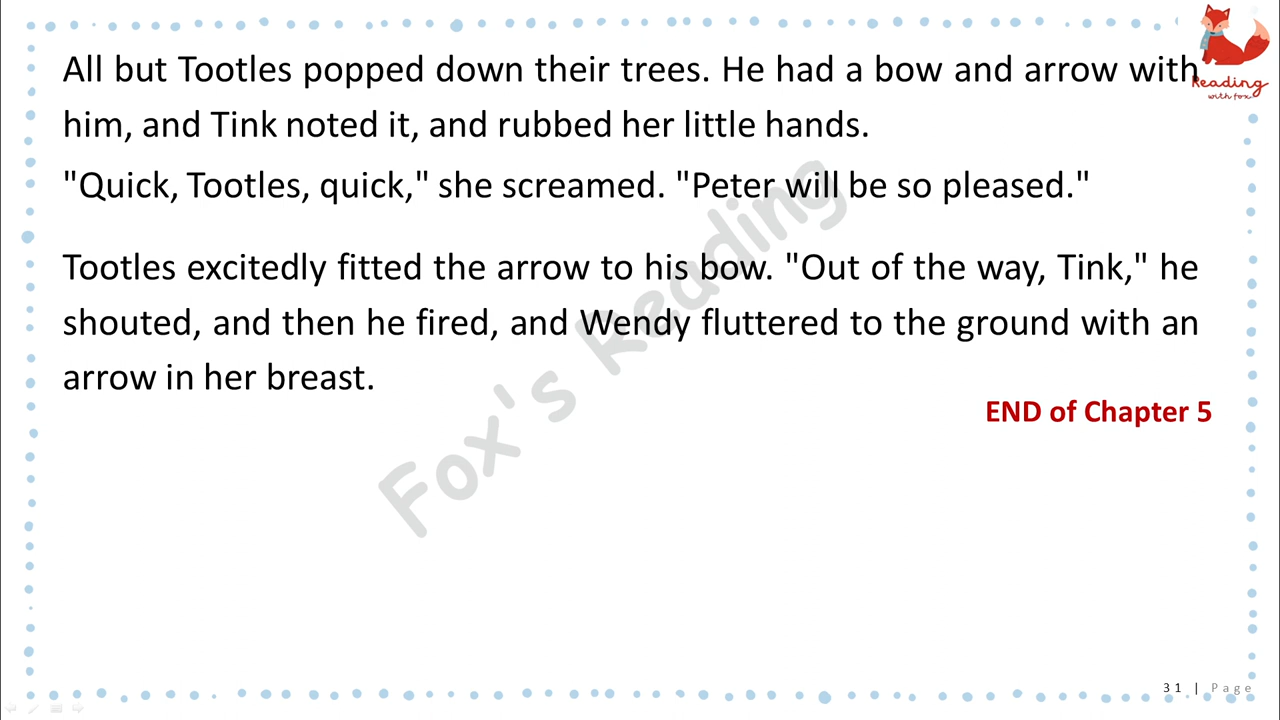 All but Tootles popped down their trees. He had a bow and arrow with
him, and Tink noted it, and rubbed her little hands.
"Quick, Tootles, quick," she screamed. "Peter will be so pleased."
Tootles excitedly fitted the arrow to his bow. "Out of the way, Tink," he
shouted, and then he fired, and Wendy fluttered to the ground with an
arrow in her breast.
END of Chapter 5
Fox's Reading
Reading
with fox
31 | Page